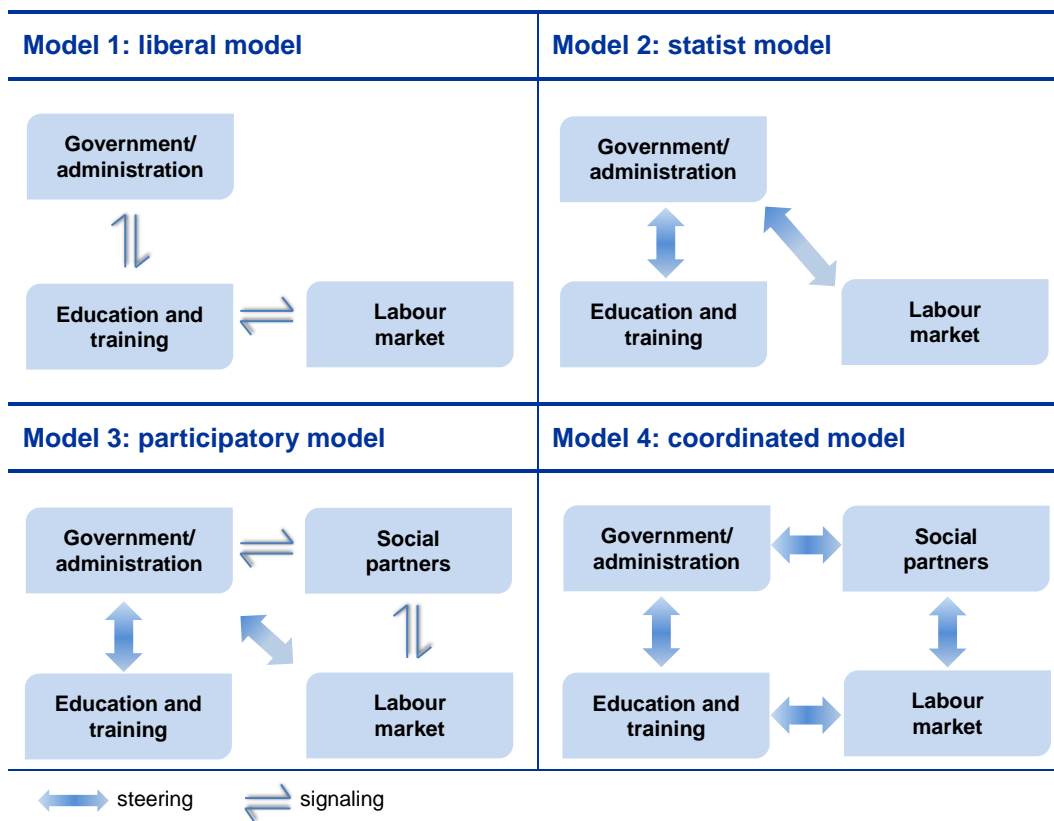 Model 1: liberal model
Model 2: statist model
Government/
administration
Education and
training
Labour
market
Government/
administration
Education and
training
Labour
market
Model 3: participatory model
Model 4: coordinated model
Government/
administration
Social
partners
Education and
training
Labour
market
Government/
administration
Social
partners
Education and
training
Labour
market
steering
signaling